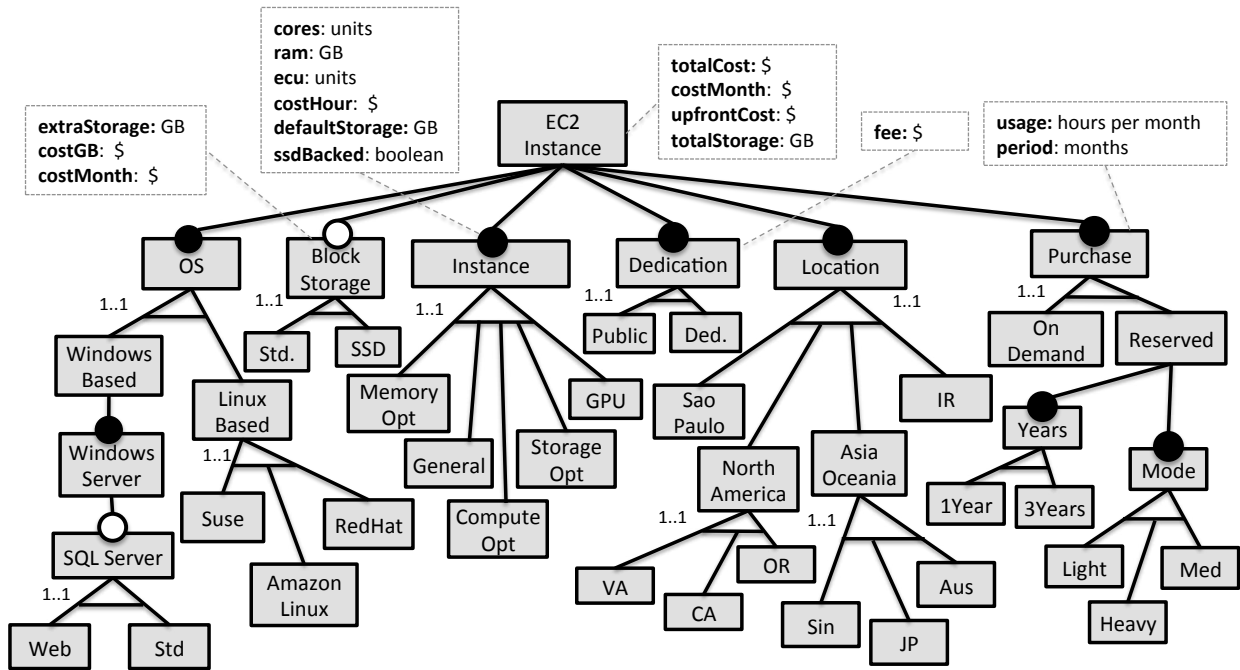 cores: units
ram: GB
ecu: units
costHour: $
defaultStorage: GB
ssdBacked: boolean
totalCost: $
costMonth: $
upfrontCost: $
totalStorage: GB
extraStorage: GB
costGB: $
costMonth: $
fee: $
usage: hours per month
period: months
EC2
Instance
OS
Block
Storage
Instance
Dedication
Location
Purchase
1..1
1..1
1..1
1..1
1..1
1..1
Windows
Based
Std.
SSD
Public
Ded.
On
Demand
Reserved
Linux
Based
Memory
Opt
GPU
Sao
Paulo
IR
Years
Windows
Server
1..1
General
Storage
Opt
North
America
Asia
Oceania
Mode
Suse
RedHat
Compute
Opt
1Year
3Years
SQL Server
1..1
1..1
OR
Light
Med
1..1
Amazon
Linux
VA
CA
Aus
Sin
JP
Heavy
Web
Std